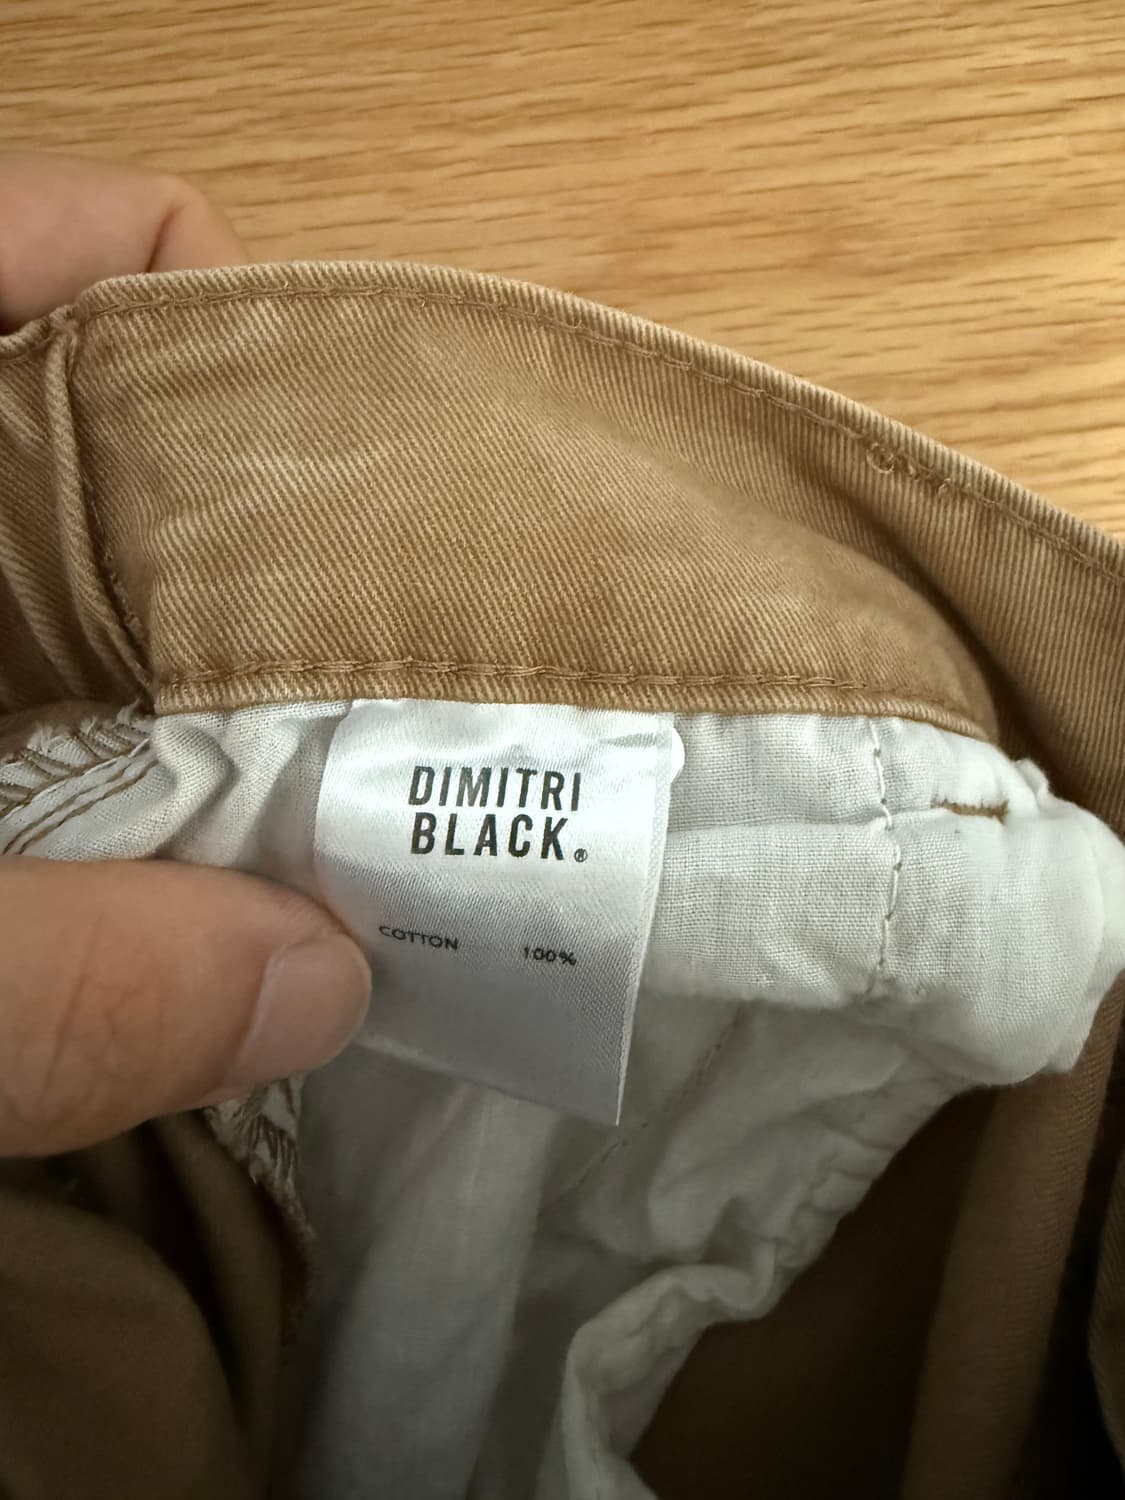 DIMITRI
BLACK®
COTTON 100%